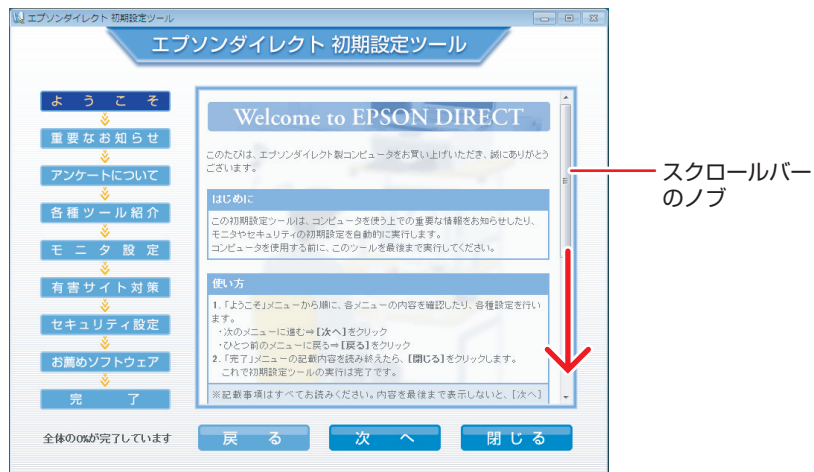 エプソンダイレクト 初期設定ツール
エプソンダイレクト 初期設定ツール
ようこそ
重要なお知らせ
アンケートについて
各種ツール紹介
モニタ設定
有害サイト対策
セキュリティ設定
お薦めソフトウェア
完了
Welcome to EPSON DIRECT
このたびは、エプソンダイレクト製コンピュータをお買い上げいただき、誠にありがとう
ございます。
はじめに
この初期設定ツールは、コンピュータを使う上での重要な情報をお知らせしたり、
モニタやセキュリティの初期設定を自動的に実行します。
コンピュータを使用する前に、このツールを最後まで実行してください。
使い方
1.「ようこそ」メニューから順に、各メニューの内容を確認したり、各種設定を行い
ます。
・次のメニューに進む⇒[次へ]をクリック
・ひとつ前のメニューに戻る⇒[戻る]をクリック
2.「完了」メニューの記載内容を読み終えたら、[閉じる]をクリックします。
これで初期設定ツールの実行は完了です。
※記載事項はすべてお読みください。内容を最後まで表示しないと、[次へ]
スクロールバー
のノブ
全体の0%が完了しています
戻る
次へ
閉じる